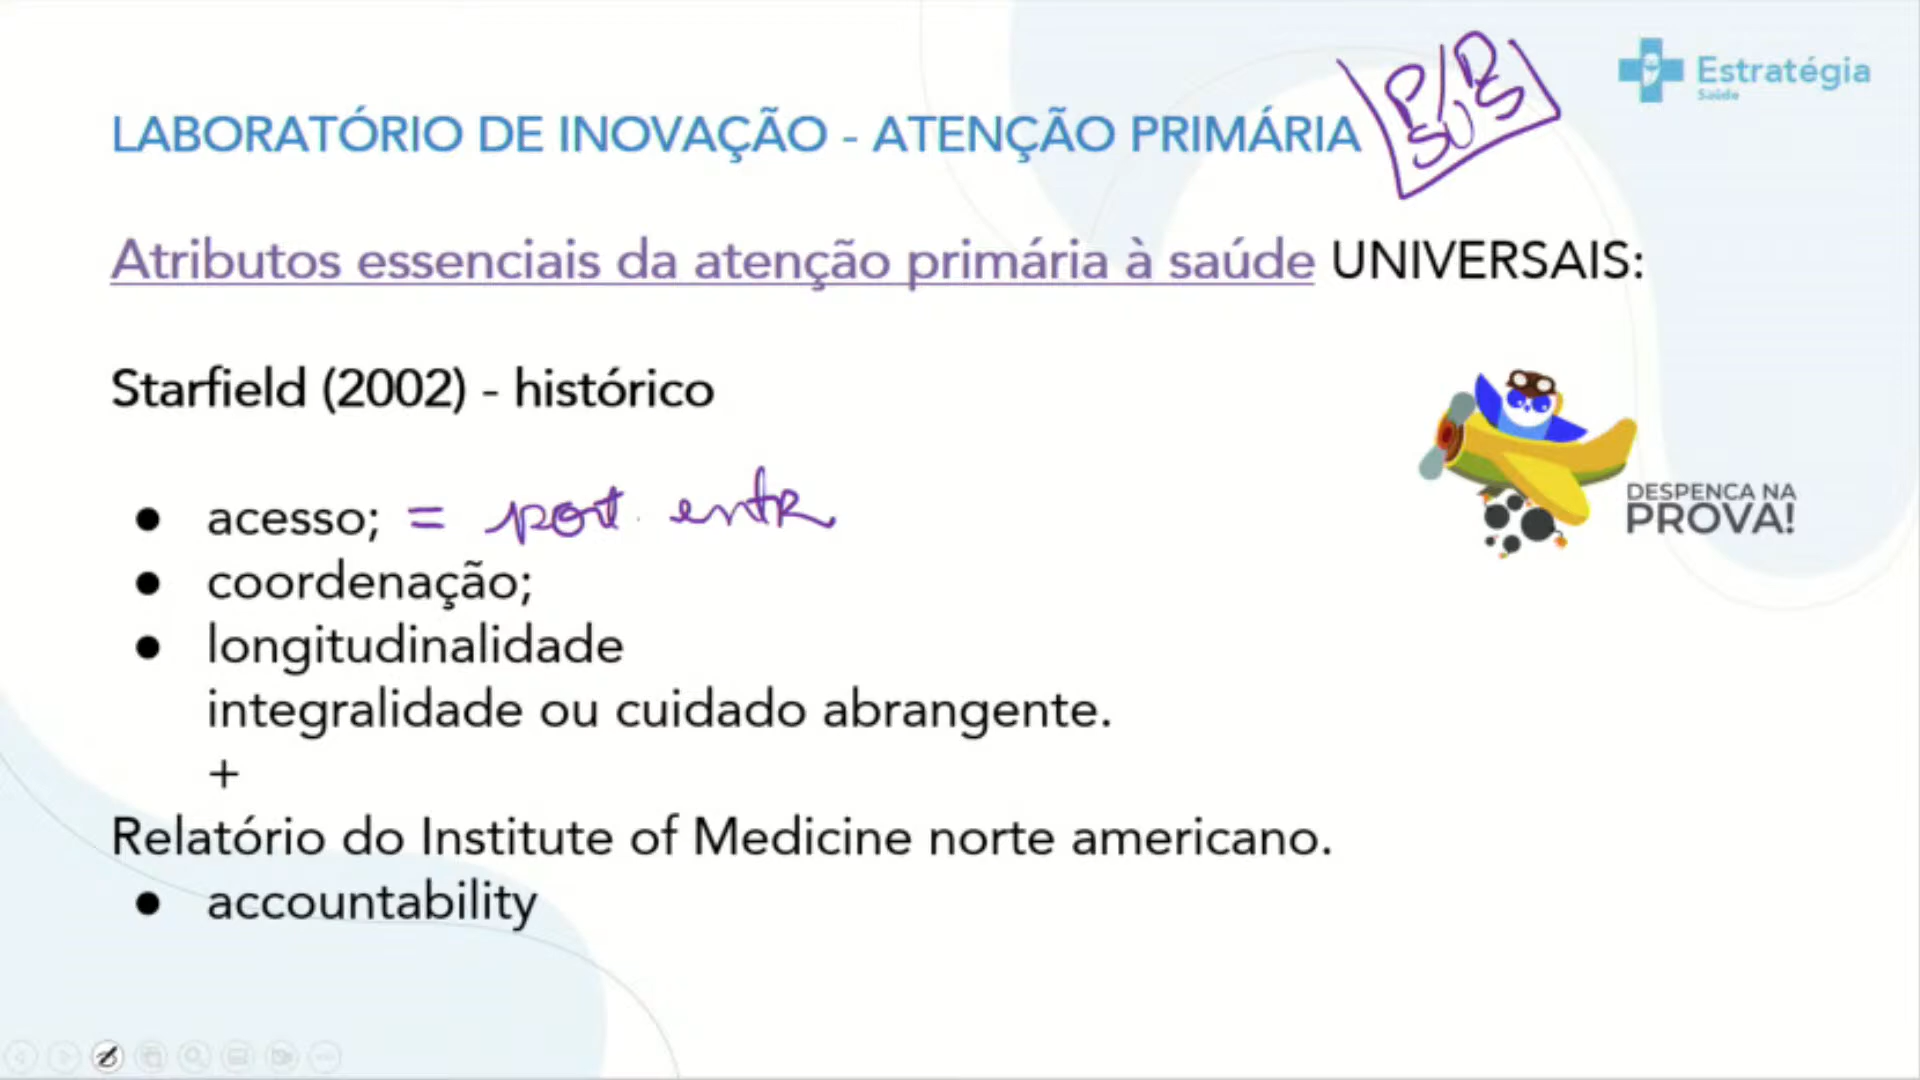 Estratégia
Saúde
LABORATÓRIO DE INOVAÇÃO - ATENÇÃO PRIMÁRIA
P/R
SUS
Atributos essenciais da atenção primária à saúde UNIVERSAIS:
Starfield (2002) - histórico
● acesso; = port. entr
● coordenação;
● longitudinalidade
integralidade ou cuidado abrangente.
+
Relatório do Institute of Medicine norte americano.
● accountability
DESPENCA NA
PROVA!